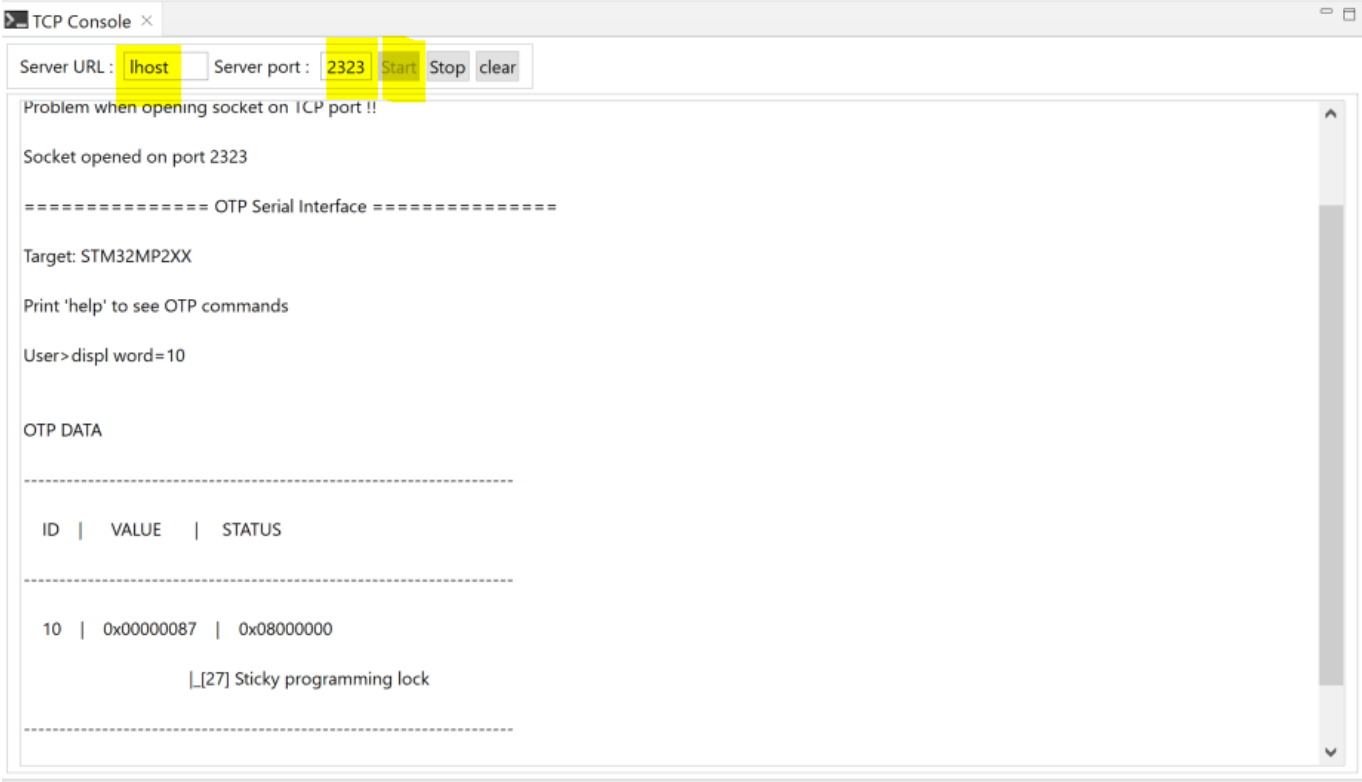 TCP Console
Server URL : lhost Server port : 2323 Start Stop clear
Problem when opening socket on TCP port !!
Socket opened on port 2323
=============== OTP Serial Interface ===============
Target: STM32MP2XX
Print 'help' to see OTP commands
User>displ word=10
OTP DATA
---------------------------------------------------------------------
ID | VALUE | STATUS
---------------------------------------------------------------------
10 | 0x00000087 | 0x08000000
|_[27] Sticky programming lock
---------------------------------------------------------------------